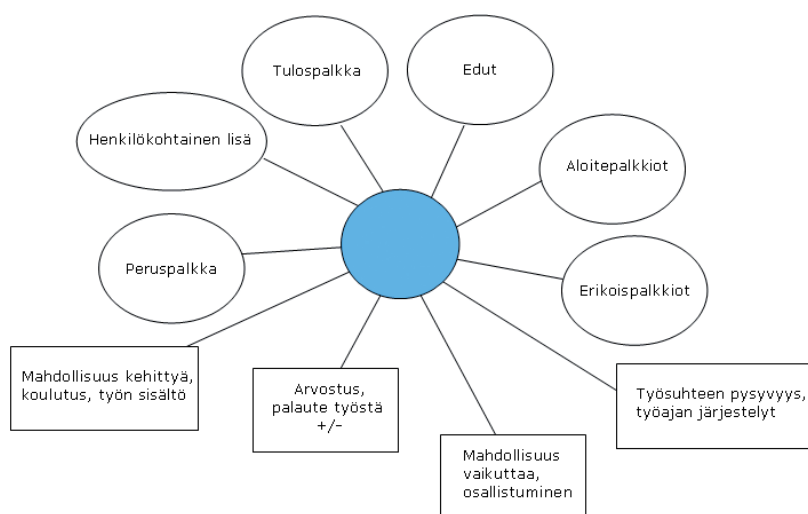 Tulospalkka
Edut
Henkilökohtainen lisä
Aloitepalkkiot
Peruspalkka
Erikoispalkkiot
Mahdollisuus kehittyä,
koulutus, työn sisältö
Arvostus,
palaute työstä
+/-
Mahdollisuus
vaikuttaa,
osallistuminen
Työsuhteen pysyvyys,
työajan järjestelyt